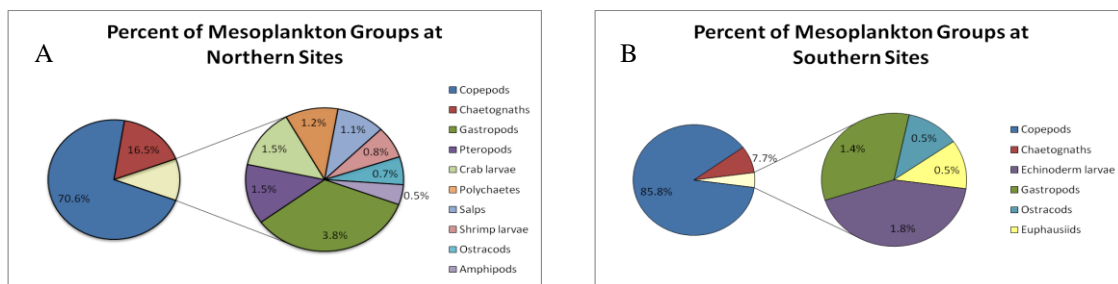 A
Percent of Mesoplankton Groups at
Northern Sites
70.6%
16.5%
1.2%
1.1%
0.8%
0.7%
0.5%
3.8%
1.5%
1.5%
Copepods
Chaetognaths
Gastropods
Pteropods
Crab larvae
Polychaetes
Salps
Shrimp larvae
Ostracods
Amphipods
B
Percent of Mesoplankton Groups at
Southern Sites
85.8%
7.7%
1.4%
0.5%
0.5%
1.8%
Copepods
Chaetognaths
Echinoderm larvae
Gastropods
Ostracods
Euphausiids